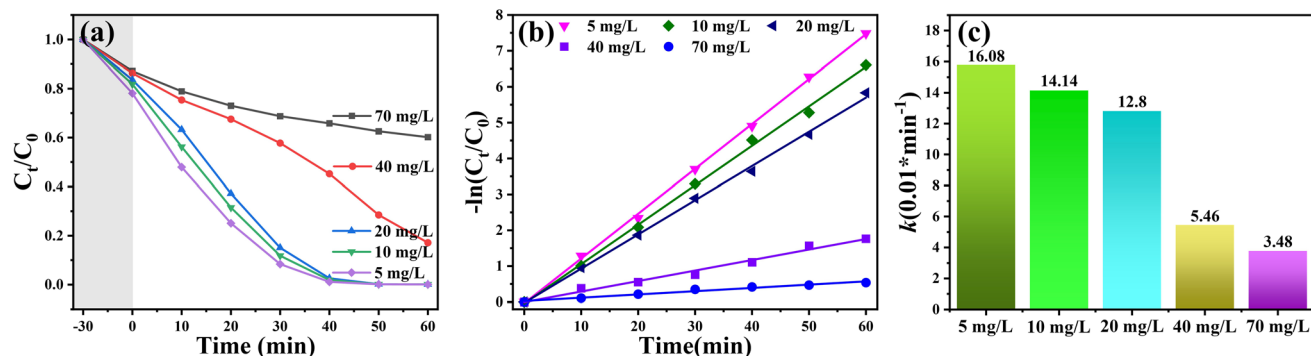 (a)
1.0
0.8
0.6
0.4
0.2
0.0
Cₜ/C₀
70 mg/L
40 mg/L
20 mg/L
10 mg/L
5 mg/L
-30 0 10 20 30 40 50 60
Time (min)
(b)
5 mg/L 10 mg/L 20 mg/L
40 mg/L 70 mg/L
8
7
6
5
4
3
2
1
0
-ln(Cₜ/C₀)
0 10 20 30 40 50 60
Time(min)
(c)
18
16
14
12
10
8
6
4
2
0
k(0.01*min⁻¹)
16.08
14.14
12.8
5.46
3.48
5 mg/L 10 mg/L 20 mg/L 40 mg/L 70 mg/L